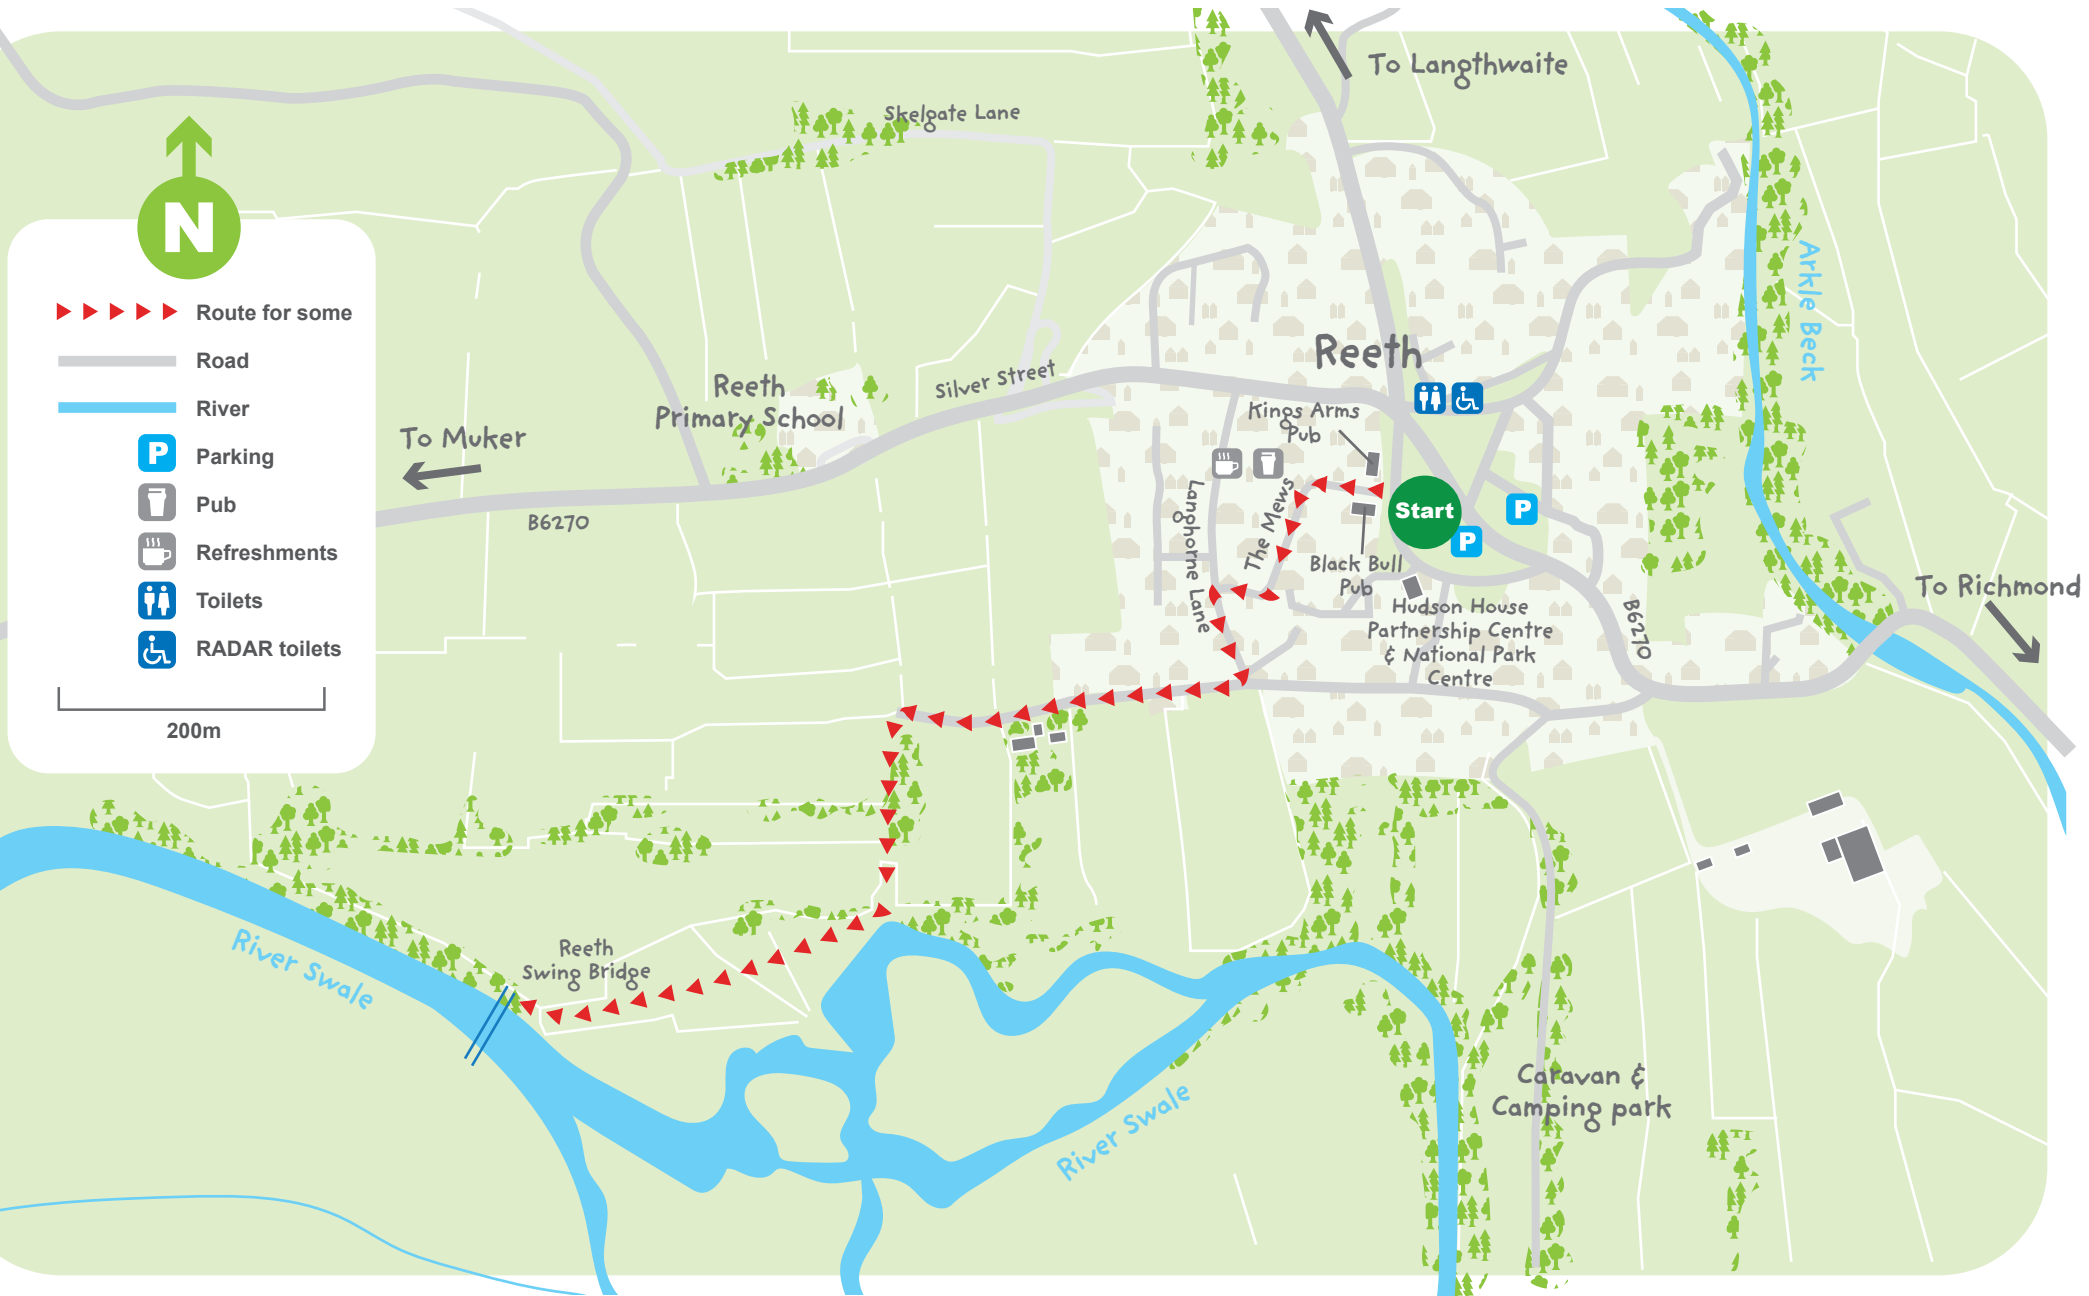 To Langthwaite
Skelgate Lane
N
Route for some
Road
River
P
Parking
Pub
Refreshments
Toilets
RADAR toilets
200m
Arkle Beck
Reeth
Silver Street
Reeth
Primary School
To Muker
B6270
Kings Arms
Pub
Langhorne Lane
The Mews
Start
P
P
Black Bull
Pub
Hudson House
Partnership Centre
& National Park
Centre
B6270
To Richmond
River Swale
Reeth
Swing Bridge
River Swale
Caravan &
Camping park